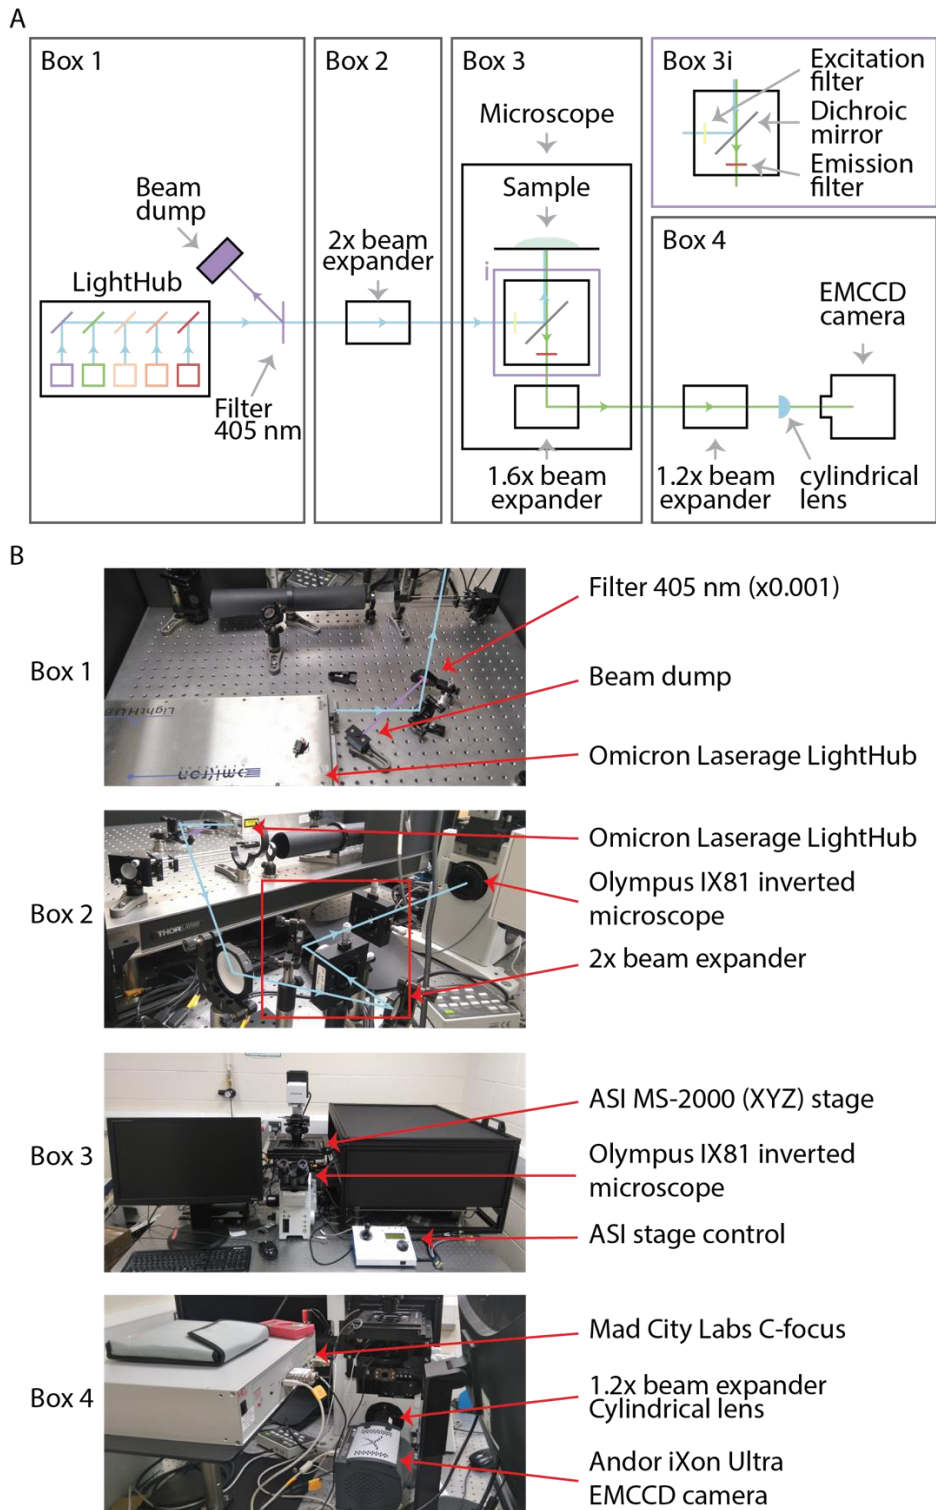 A
Box 1
Box 2
Box 3
Box 3i
Excitation
filter
Dichroic
mirror
Emission
filter
Microscope
Sample
i
Beam
dump
LightHub
2x beam
expander
Filter
405 nm
1.6x beam
expander
Box 4
EMCCD
camera
1.2x beam
expander
cylindrical
lens
B
Box 1
Filter 405 nm (x0.001)
Beam dump
Omicron Laserage LightHub
LightHUB
omicron
Box 2
THORLABS
Omicron Laserage LightHub
Olympus IX81 inverted
microscope
2x beam expander
Box 3
ASI MS-2000 (XYZ) stage
Olympus IX81 inverted
microscope
ASI stage control
Box 4
Mad City Labs C-focus
1.2x beam expander
Cylindrical lens
Andor iXon Ultra
EMCCD camera